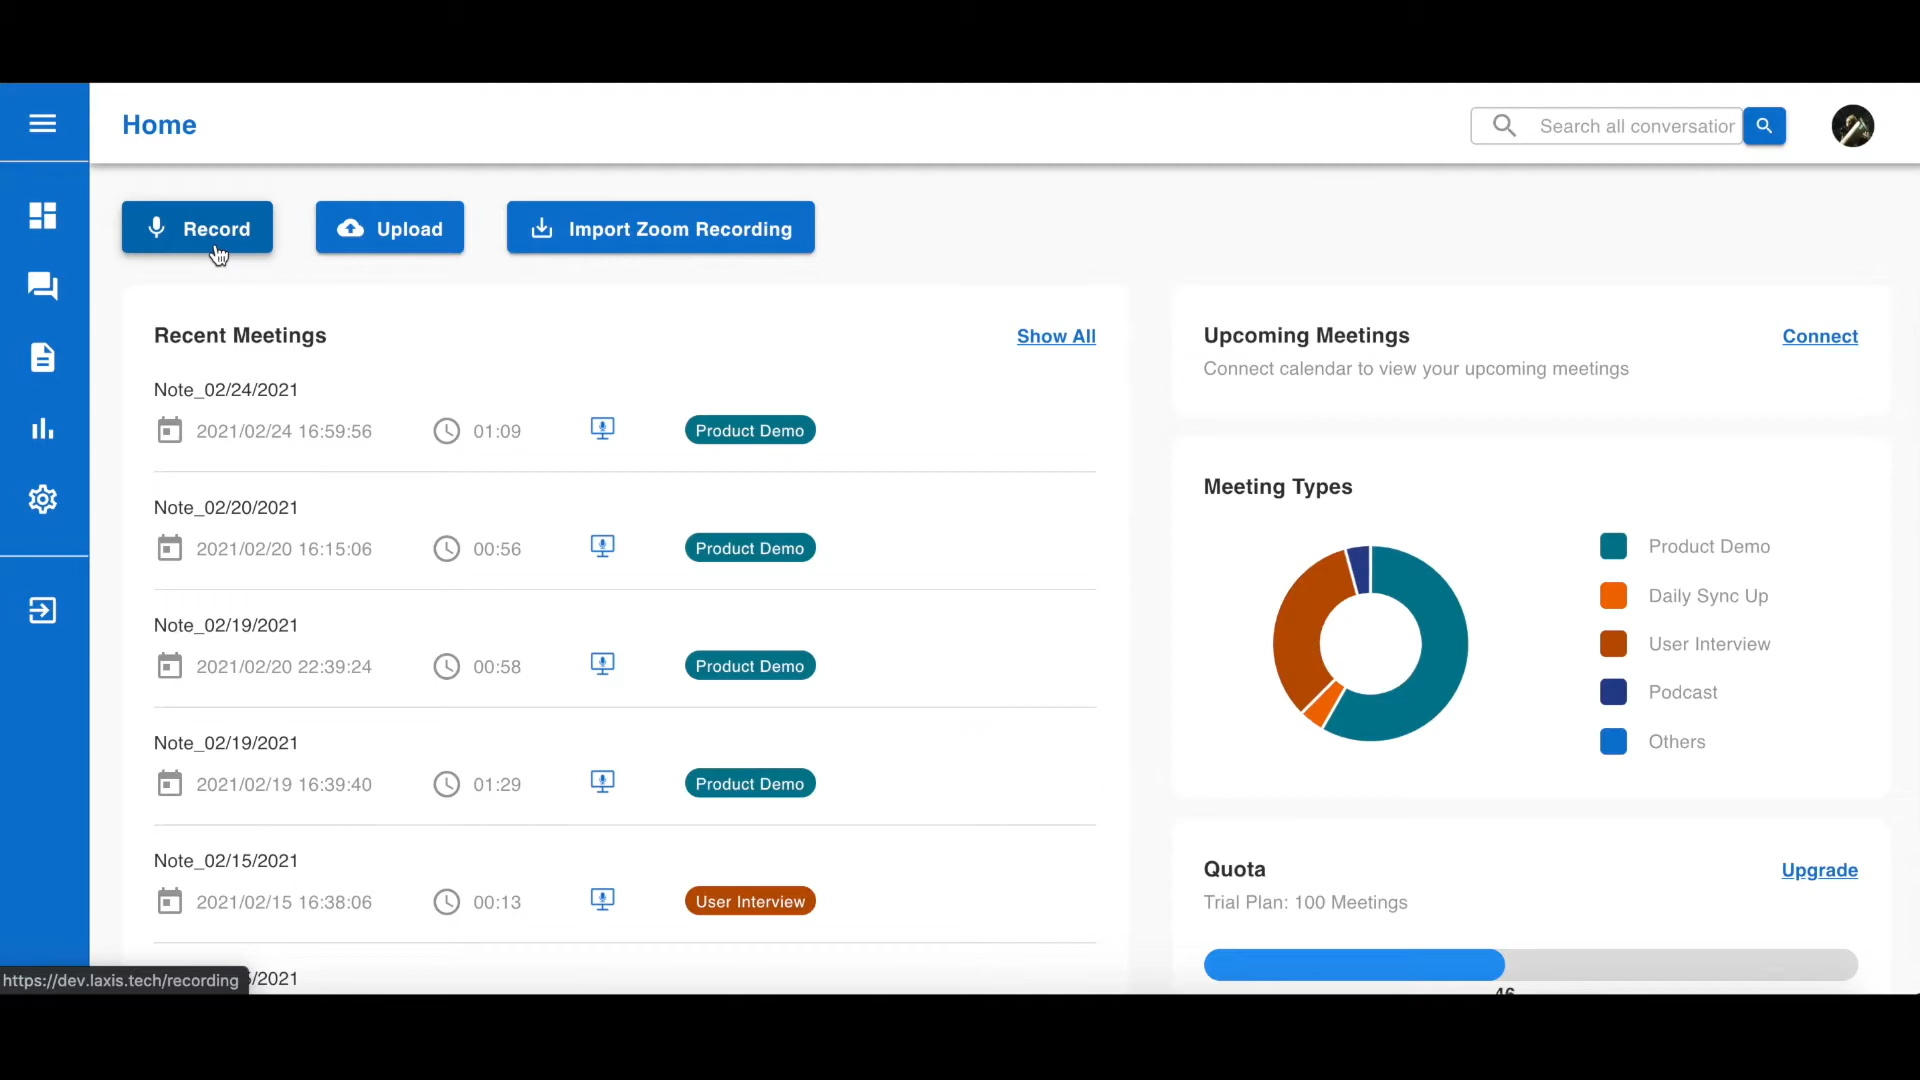 Home
Search all conversation
Record
Upload
Import Zoom Recording
Recent Meetings
Show All
Note_02/24/2021
2021/02/24 16:59:56
01:09
Product Demo
Note_02/20/2021
2021/02/20 16:15:06
00:56
Product Demo
Note_02/19/2021
2021/02/20 22:39:24
00:58
Product Demo
Note_02/19/2021
2021/02/19 16:39:40
01:29
Product Demo
Note_02/15/2021
2021/02/15 16:38:06
00:13
User Interview
5/2021
https://dev.laxis.tech/recording
Upcoming Meetings
Connect
Connect calendar to view your upcoming meetings
Meeting Types
Product Demo
Daily Sync Up
User Interview
Podcast
Others
Quota
Upgrade
Trial Plan: 100 Meetings
46